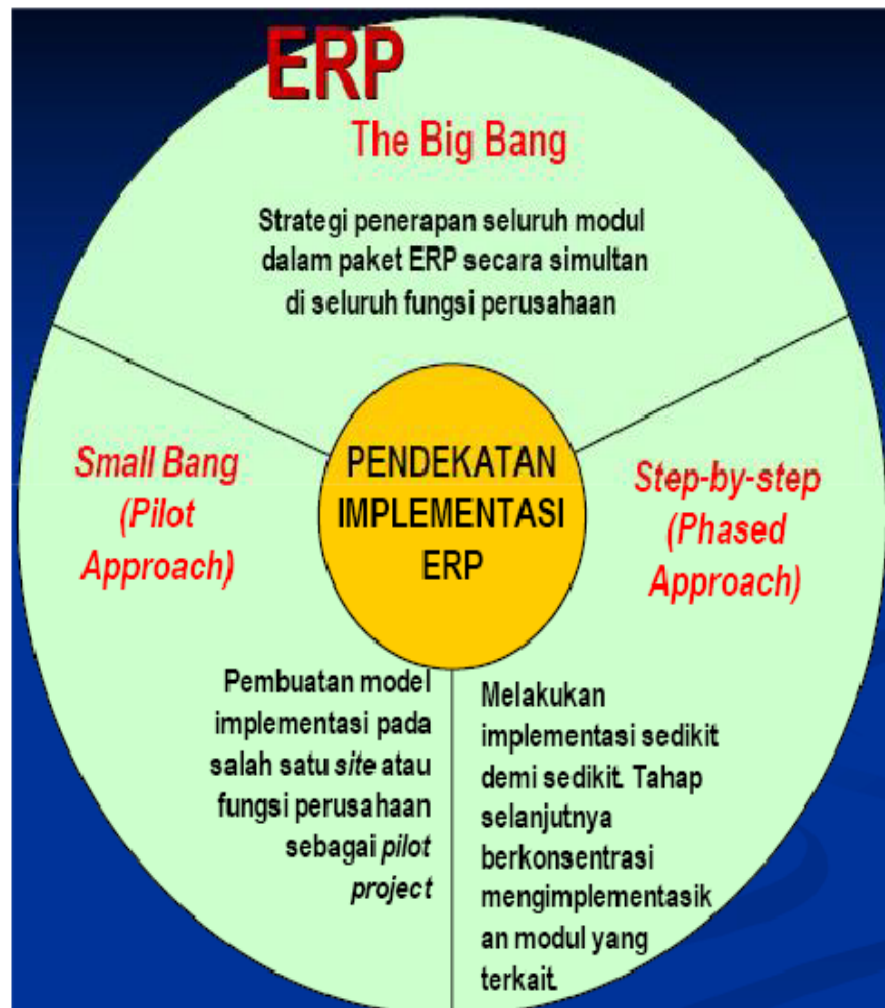 ERP
The Big Bang
Strategi penerapan seluruh modul
dalam paket ERP secara simultan
di seluruh fungsi perusahaan
PENDEKATAN
IMPLEMENTASI
ERP
Small Bang
(Pilot
Approach)
Pembuatan model
implementasi pada
salah satu site atau
fungsi perusahaan
sebagai pilot
project
Step-by-step
(Phased
Approach)
Melakukan
implementasi sedikit
demi sedikit. Tahap
selanjutnya
berkonsentrasi
mengimplementasik
an modul yang
terkait.